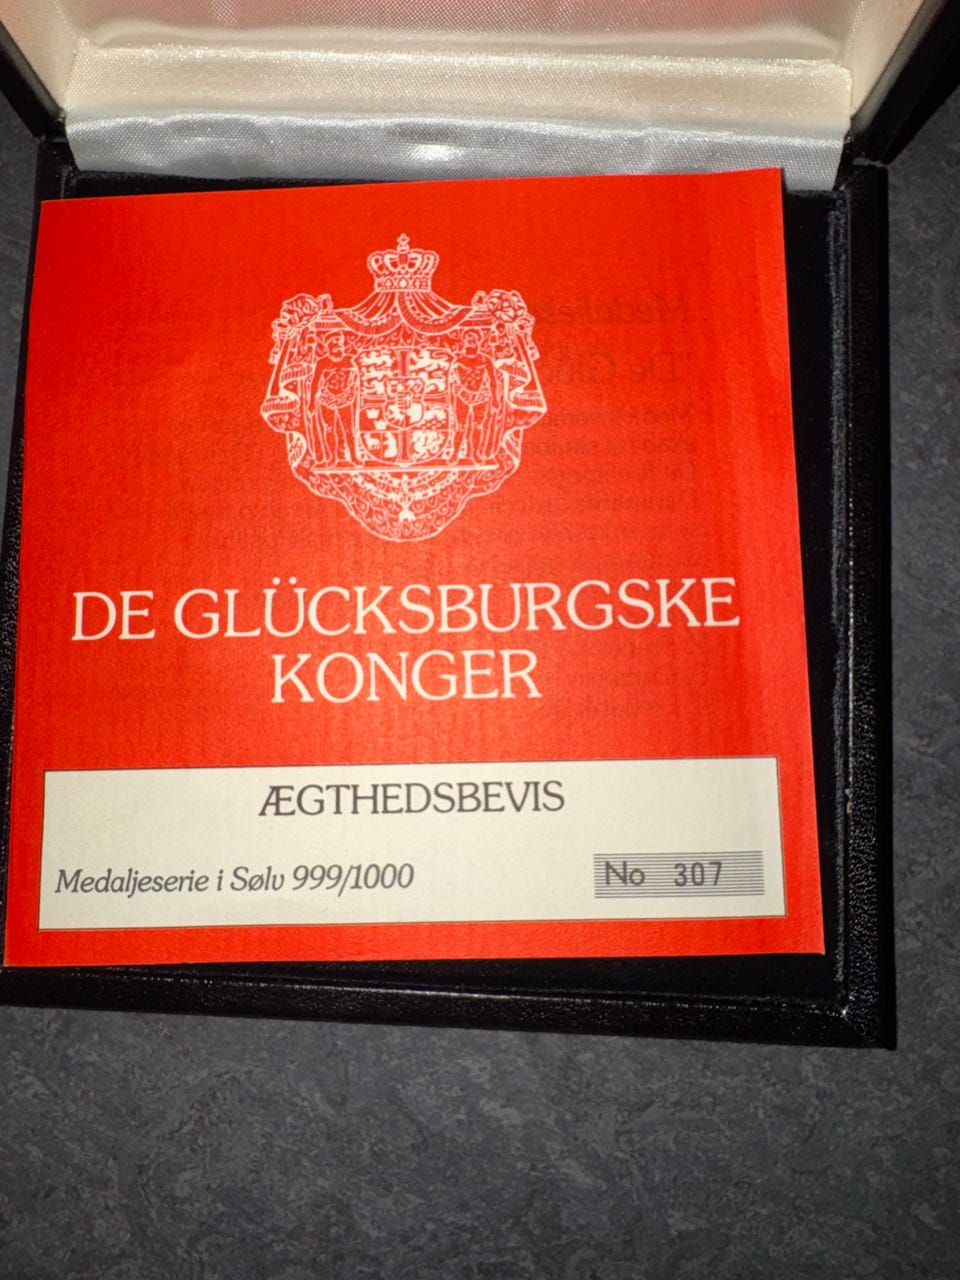 DE GLÜCKSBURGSKE
KONGER
ÆGTHEDSBEVIS
Medaljeserie i Sølv 999/1000
No 307